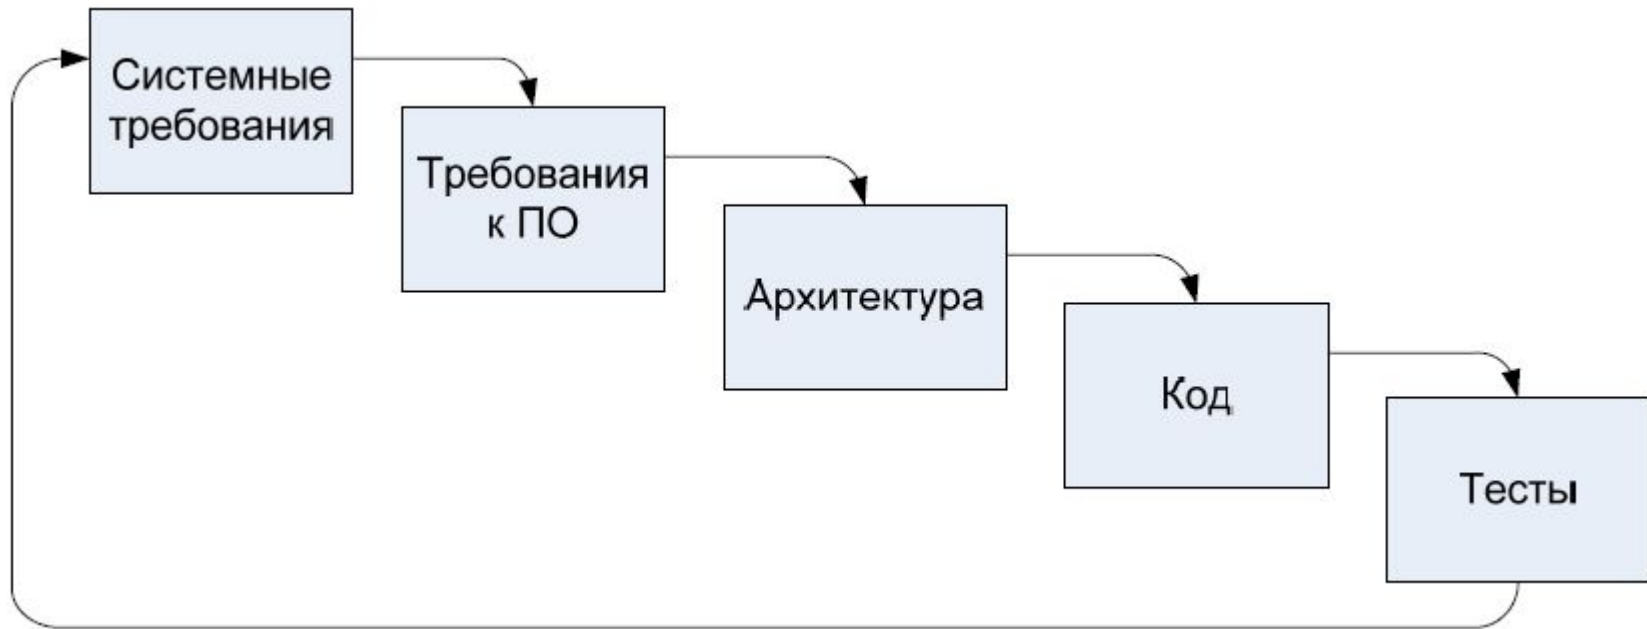 Системные
требования
Требования
к ПО
Архитектура
Код
Тесты